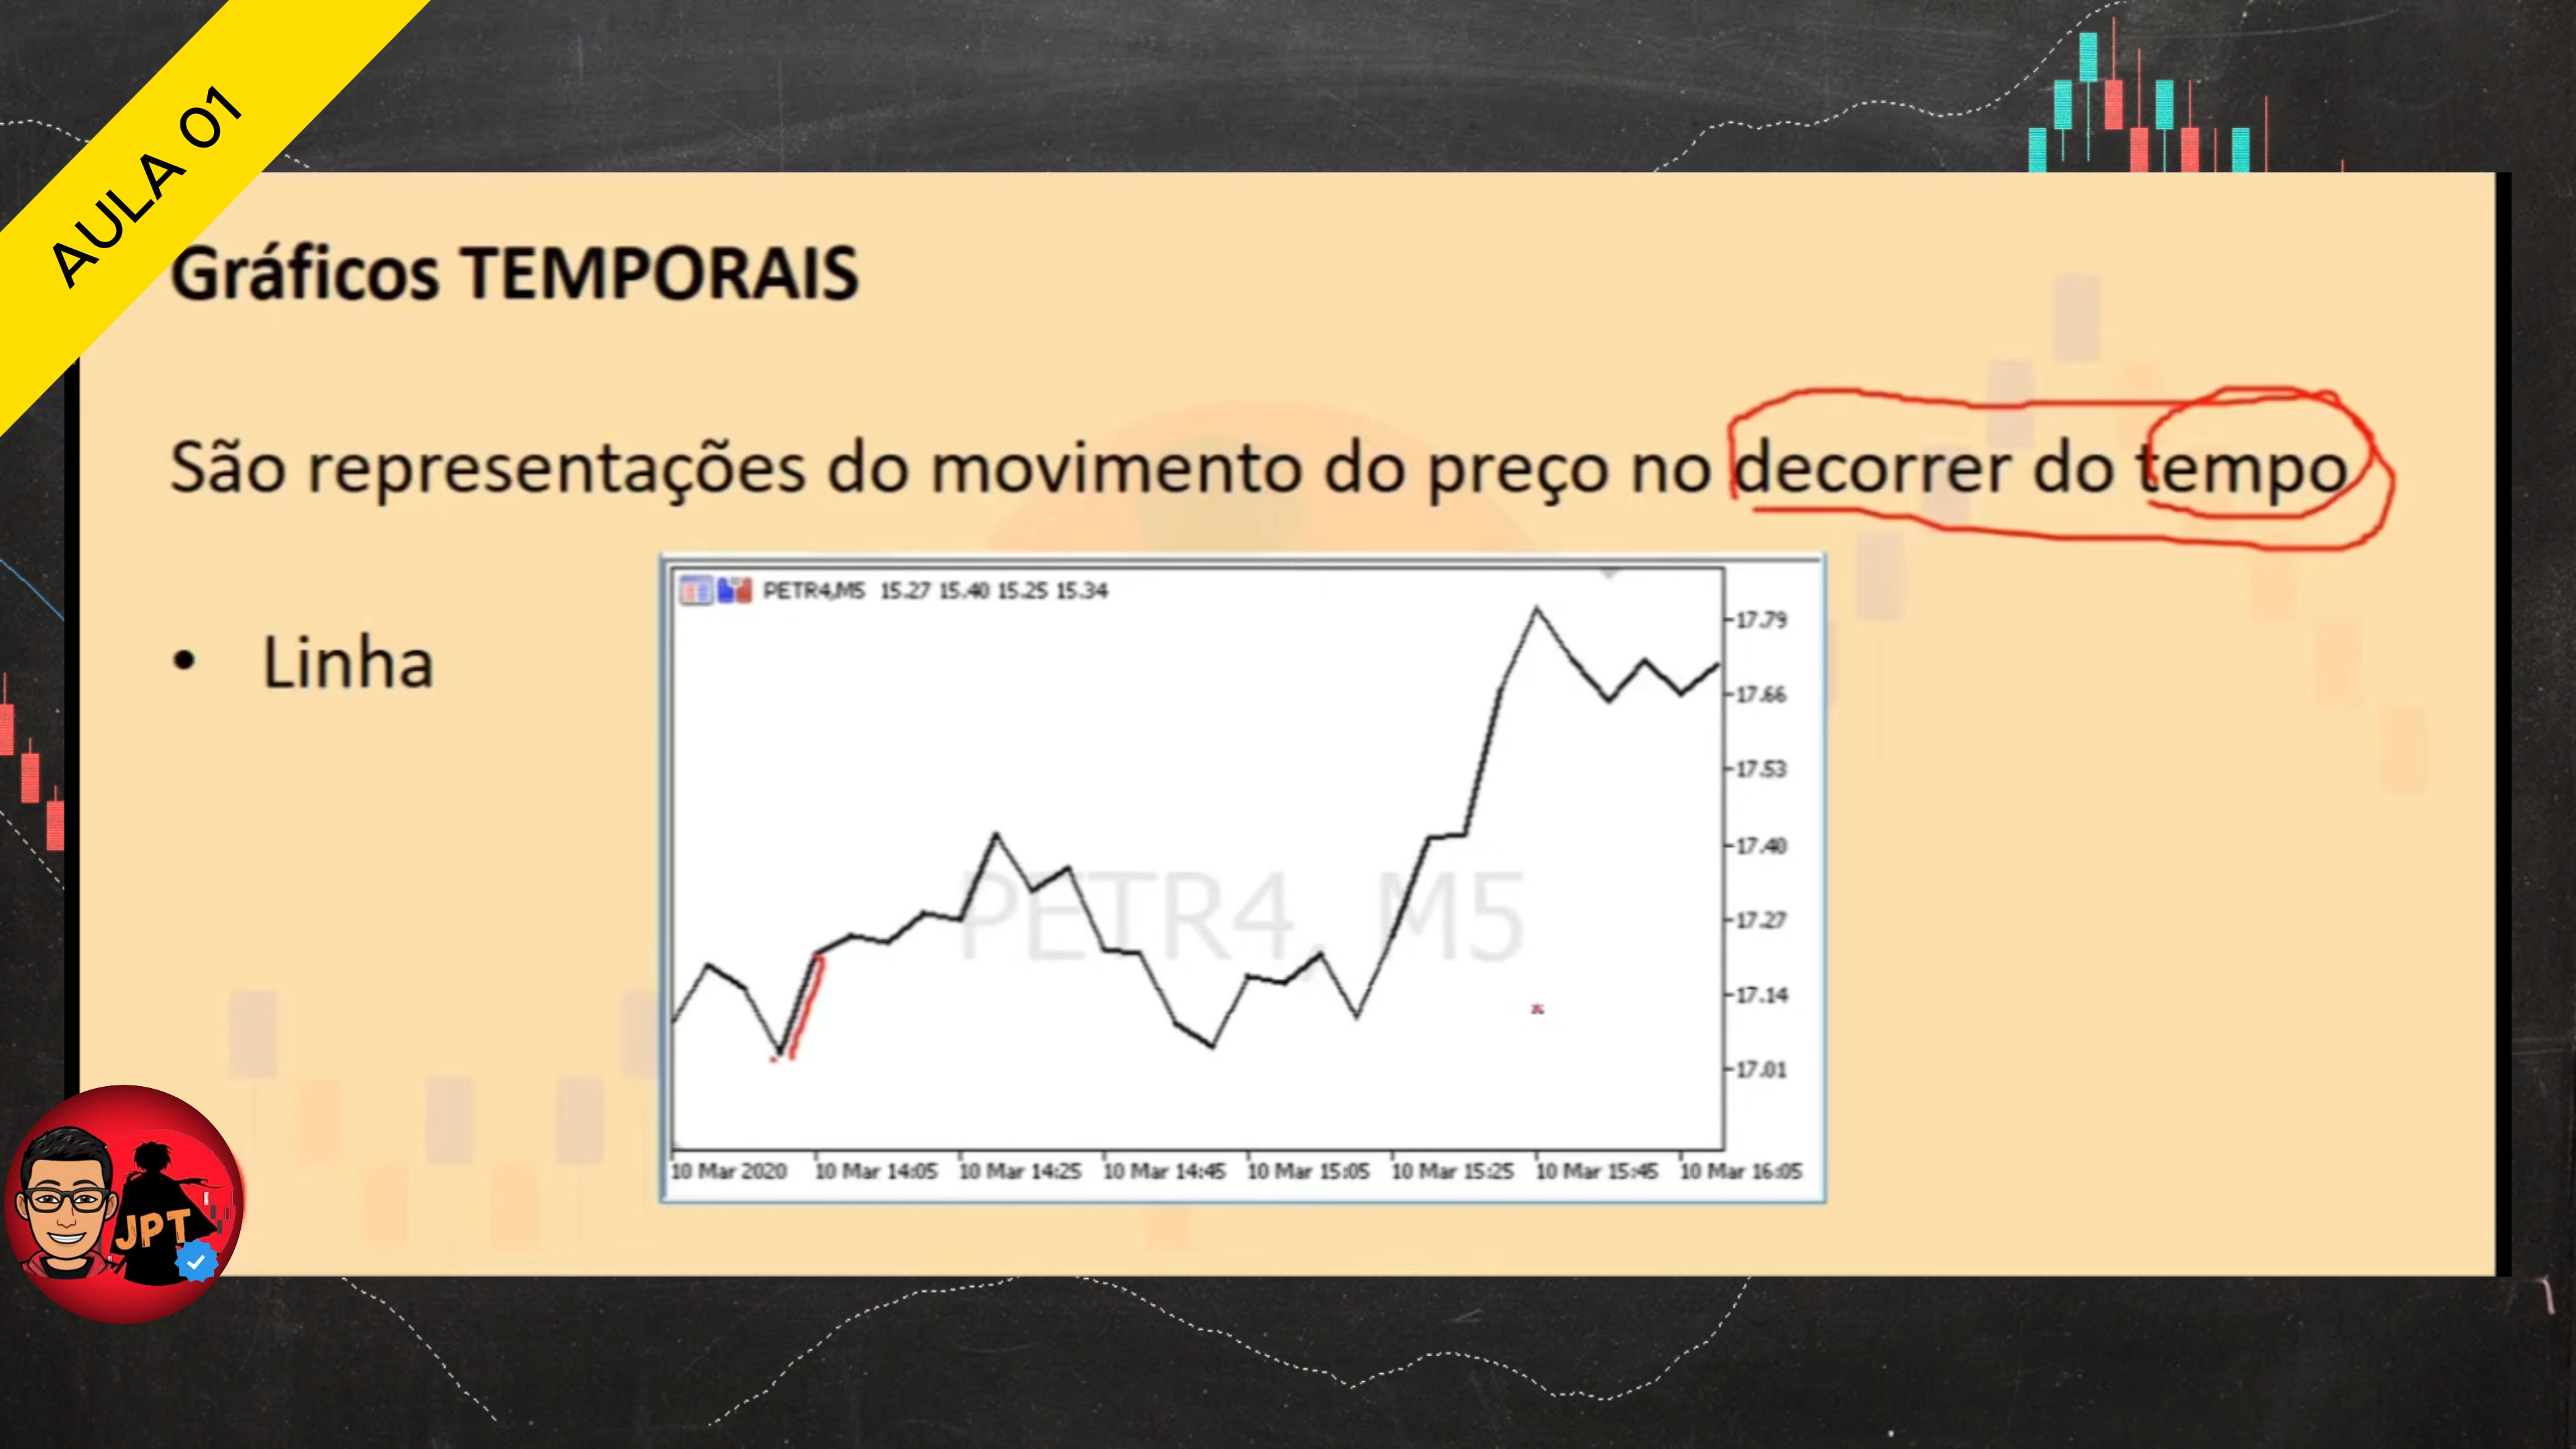 AULA 01
Gráficos TEMPORAIS
São representações do movimento do preço no decorrer do tempo
• Linha
PETR4,M5 15.27 15.40 15.25 15.34
17.79
17.66
17.53
17.40
17.27
17.14
17.01
PETR4, M5
10 Mar 2020 10 Mar 14:05 10 Mar 14:25 10 Mar 14:45 10 Mar 15:05 10 Mar 15:25 10 Mar 15:45 10 Mar 16:05
JPT